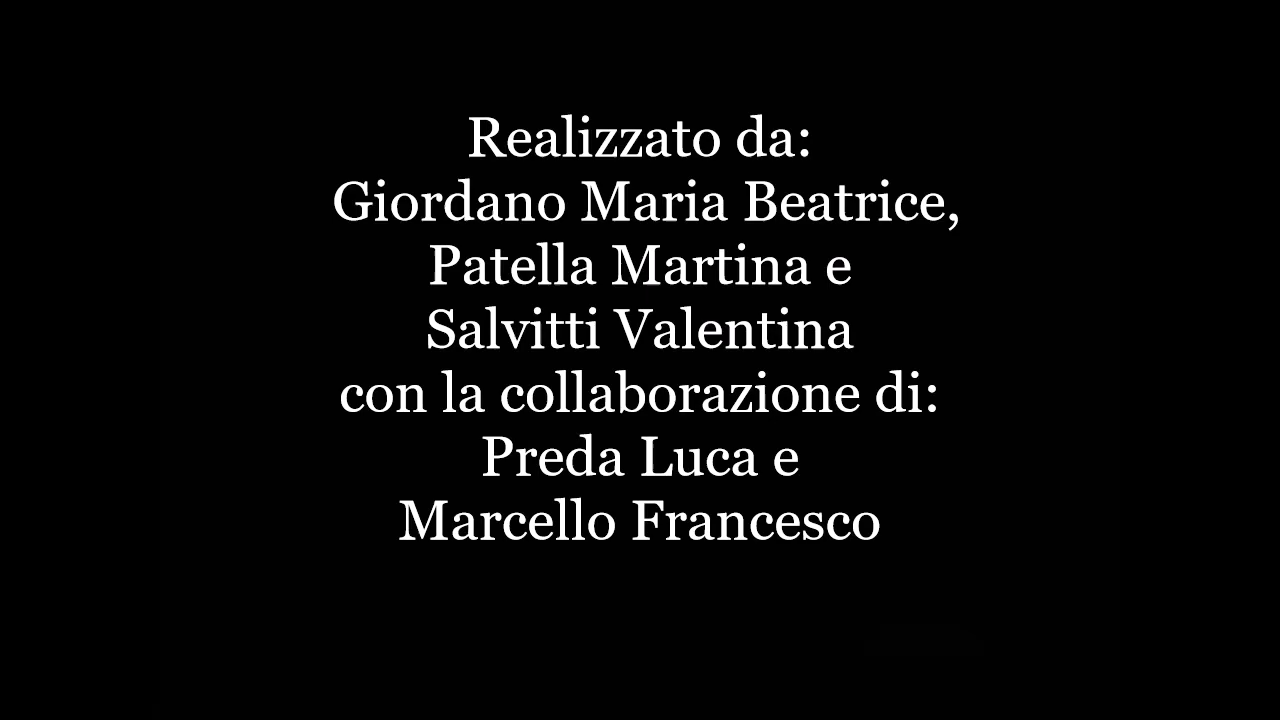 Realizzato da:
Giordano Maria Beatrice,
Patella Martina e
Salvitti Valentina
con la collaborazione di:
Preda Luca e
Marcello Francesco